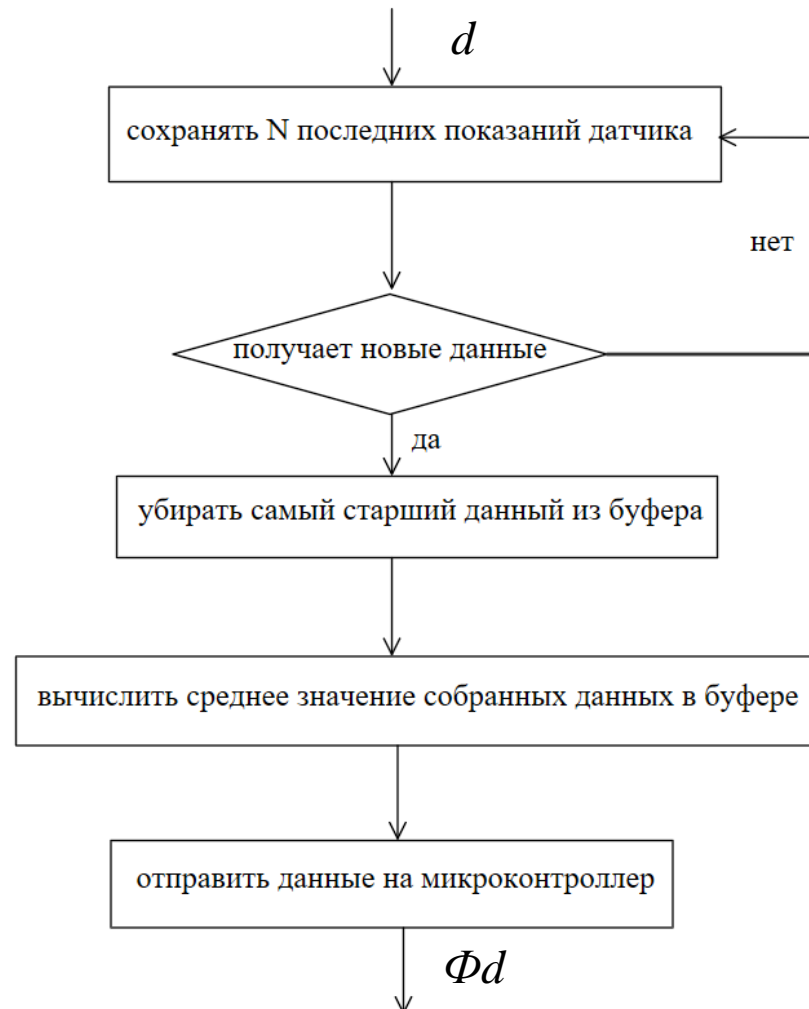 d
сохранять N последних показаний датчика
нет
получает новые данные
да
убирать самый старший данный из буфера
вычислить среднее значение собранных данных в буфере
отправить данные на микроконтроллер
Φd